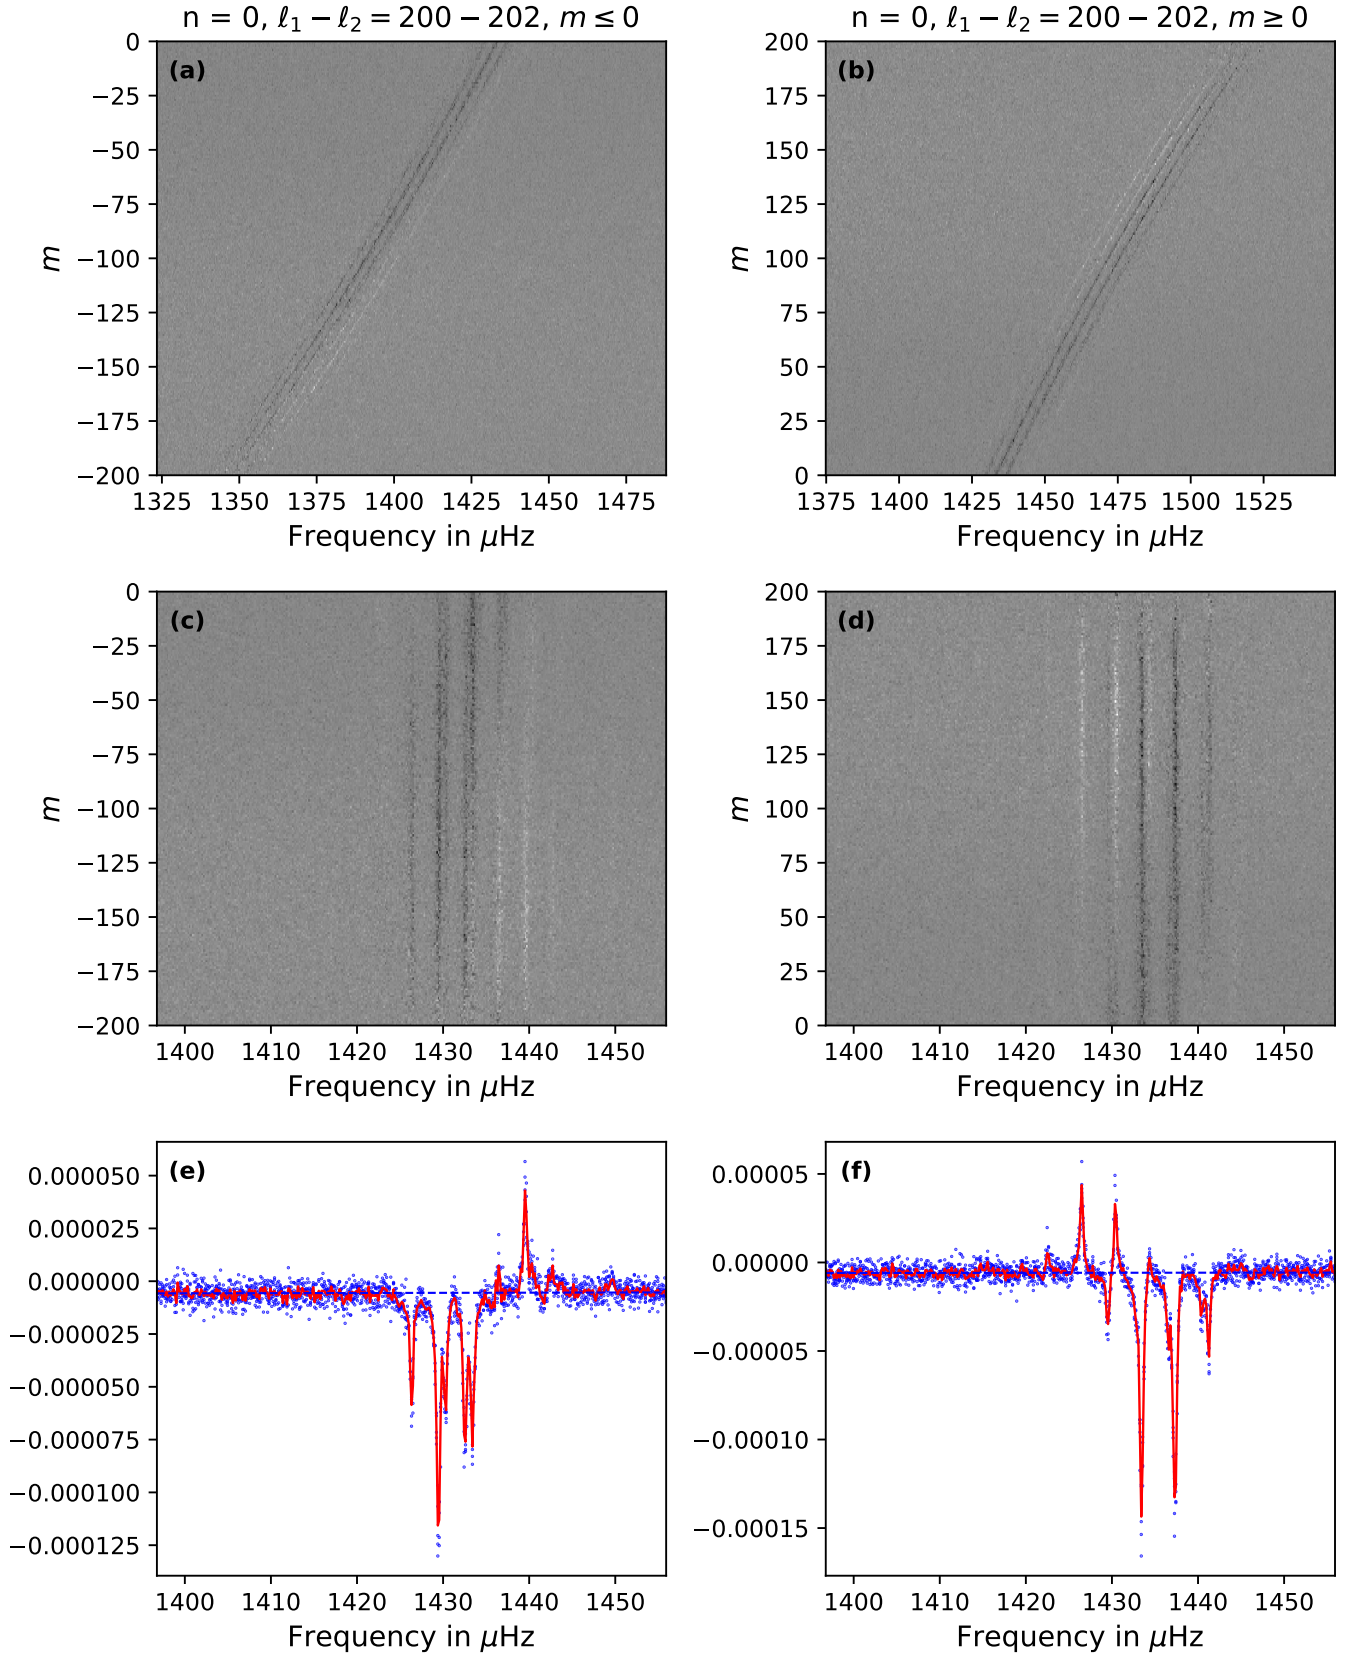 n = 0, ℓ₁ − ℓ₂ = 200 − 202, m ≤ 0
n = 0, ℓ₁ − ℓ₂ = 200 − 202, m ≥ 0
(a)
0
−25
−50
−75
−100
−125
−150
−175
−200
m
1325 1350 1375 1400 1425 1450 1475
Frequency in μHz
(b)
200
175
150
125
100
75
50
25
0
m
1375 1400 1425 1450 1475 1500 1525
Frequency in μHz
(c)
0
−25
−50
−75
−100
−125
−150
−175
−200
m
1400 1410 1420 1430 1440 1450
Frequency in μHz
(d)
200
175
150
125
100
75
50
25
0
m
1400 1410 1420 1430 1440 1450
Frequency in μHz
(e)
0.000050
0.000025
0.000000
−0.000025
−0.000050
−0.000075
−0.000100
−0.000125
1400 1410 1420 1430 1440 1450
Frequency in μHz
(f)
0.00005
0.00000
−0.00005
−0.00010
−0.00015
1400 1410 1420 1430 1440 1450
Frequency in μHz